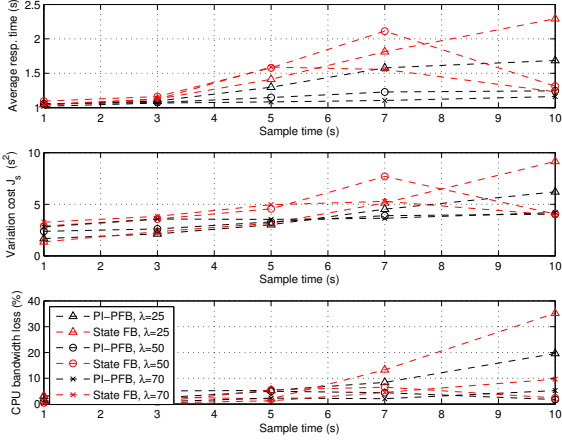 2.5
2
1.5
1
Average resp. time (s)
1 2 3 4 5 6 7 8 9 10
Sample time (s)
10
5
0
Variation cost J_s (s²)
1 2 3 4 5 6 7 8 9 10
Sample time (s)
40
30
20
10
0
CPU bandwidth loss (%)
PI-PFB, λ=25
State FB, λ=25
PI-PFB, λ=50
State FB, λ=50
PI-PFB, λ=70
State FB, λ=70
1 2 3 4 5 6 7 8 9 10
Sample time (s)